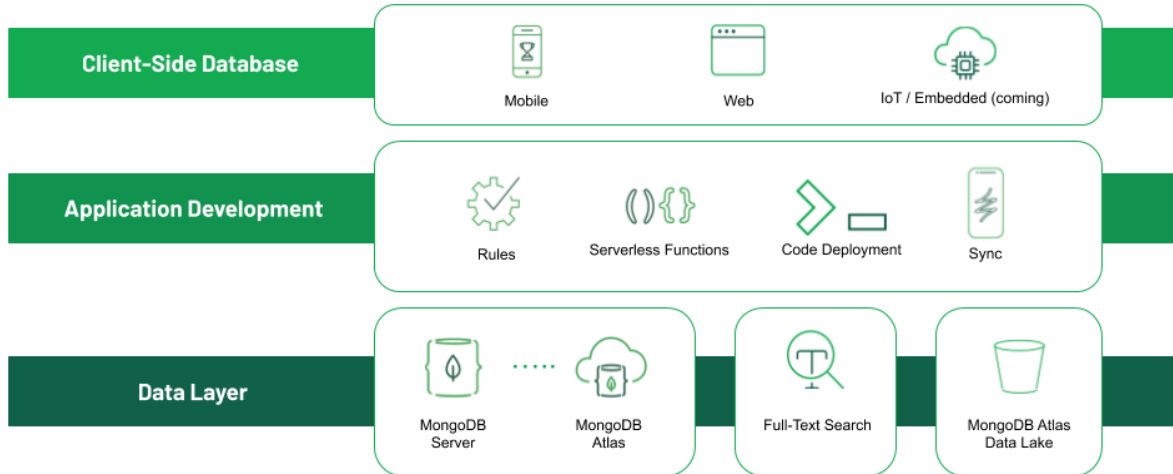 Client-Side Database
Mobile
Web
IoT / Embedded (coming)
Application Development
Rules
Serverless Functions
Code Deployment
Sync
Data Layer
MongoDB
Server
MongoDB
Atlas
Full-Text Search
MongoDB Atlas
Data Lake